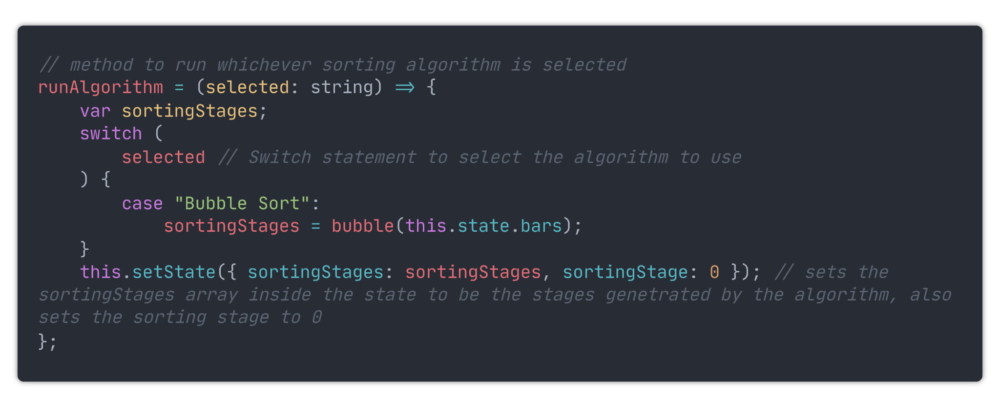 // method to run whichever sorting algorithm is selected
runAlgorithm = (selected: string) => {
    var sortingStages;
    switch (
        selected // Switch statement to select the algorithm to use
    ) {
        case "Bubble Sort":
            sortingStages = bubble(this.state.bars);
    }
    this.setState({ sortingStages: sortingStages, sortingStage: 0 }); // sets the
sortingStages array inside the state to be the stages genetrated by the algorithm, also
sets the sorting stage to 0
};